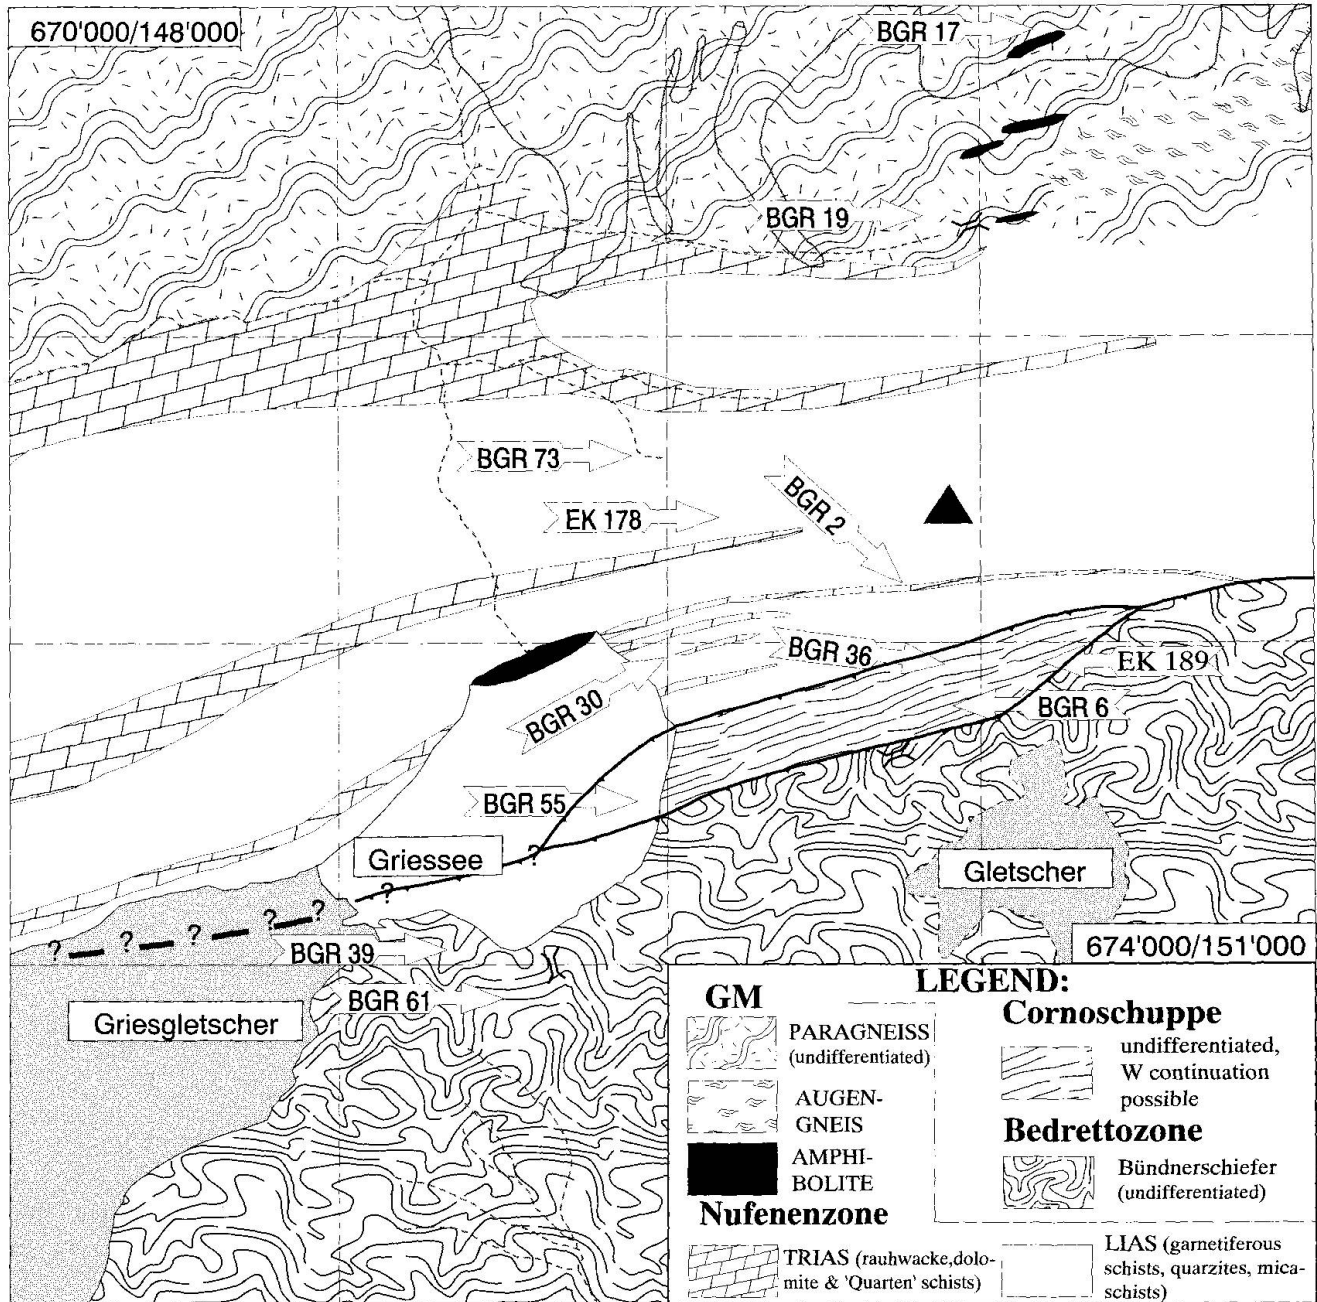 670'000/148'000
BGR 17
BGR 19
BGR 73
EK 178
BGR 2
BGR 36
EK 189
BGR 30
BGR 6
BGR 55
Griessee
?
?
Gletscher
? ? ? ? ?
BGR 39
674'000/151'000
BGR 61
Griesgletscher
LEGEND:
GM
PARAGNEISS
(undifferentiated)
AUGEN-
GNEIS
AMPHI-
BOLITE
Nufenenzone
TRIAS (rauhwacke,dolo-
mite & 'Quarten' schists)
Cornoschuppe
undifferentiated,
W continuation
possible
Bedrettozone
Bündnerschiefer
(undifferentiated)
LIAS (garnetiferous
schists, quarzites, mica-
schists)